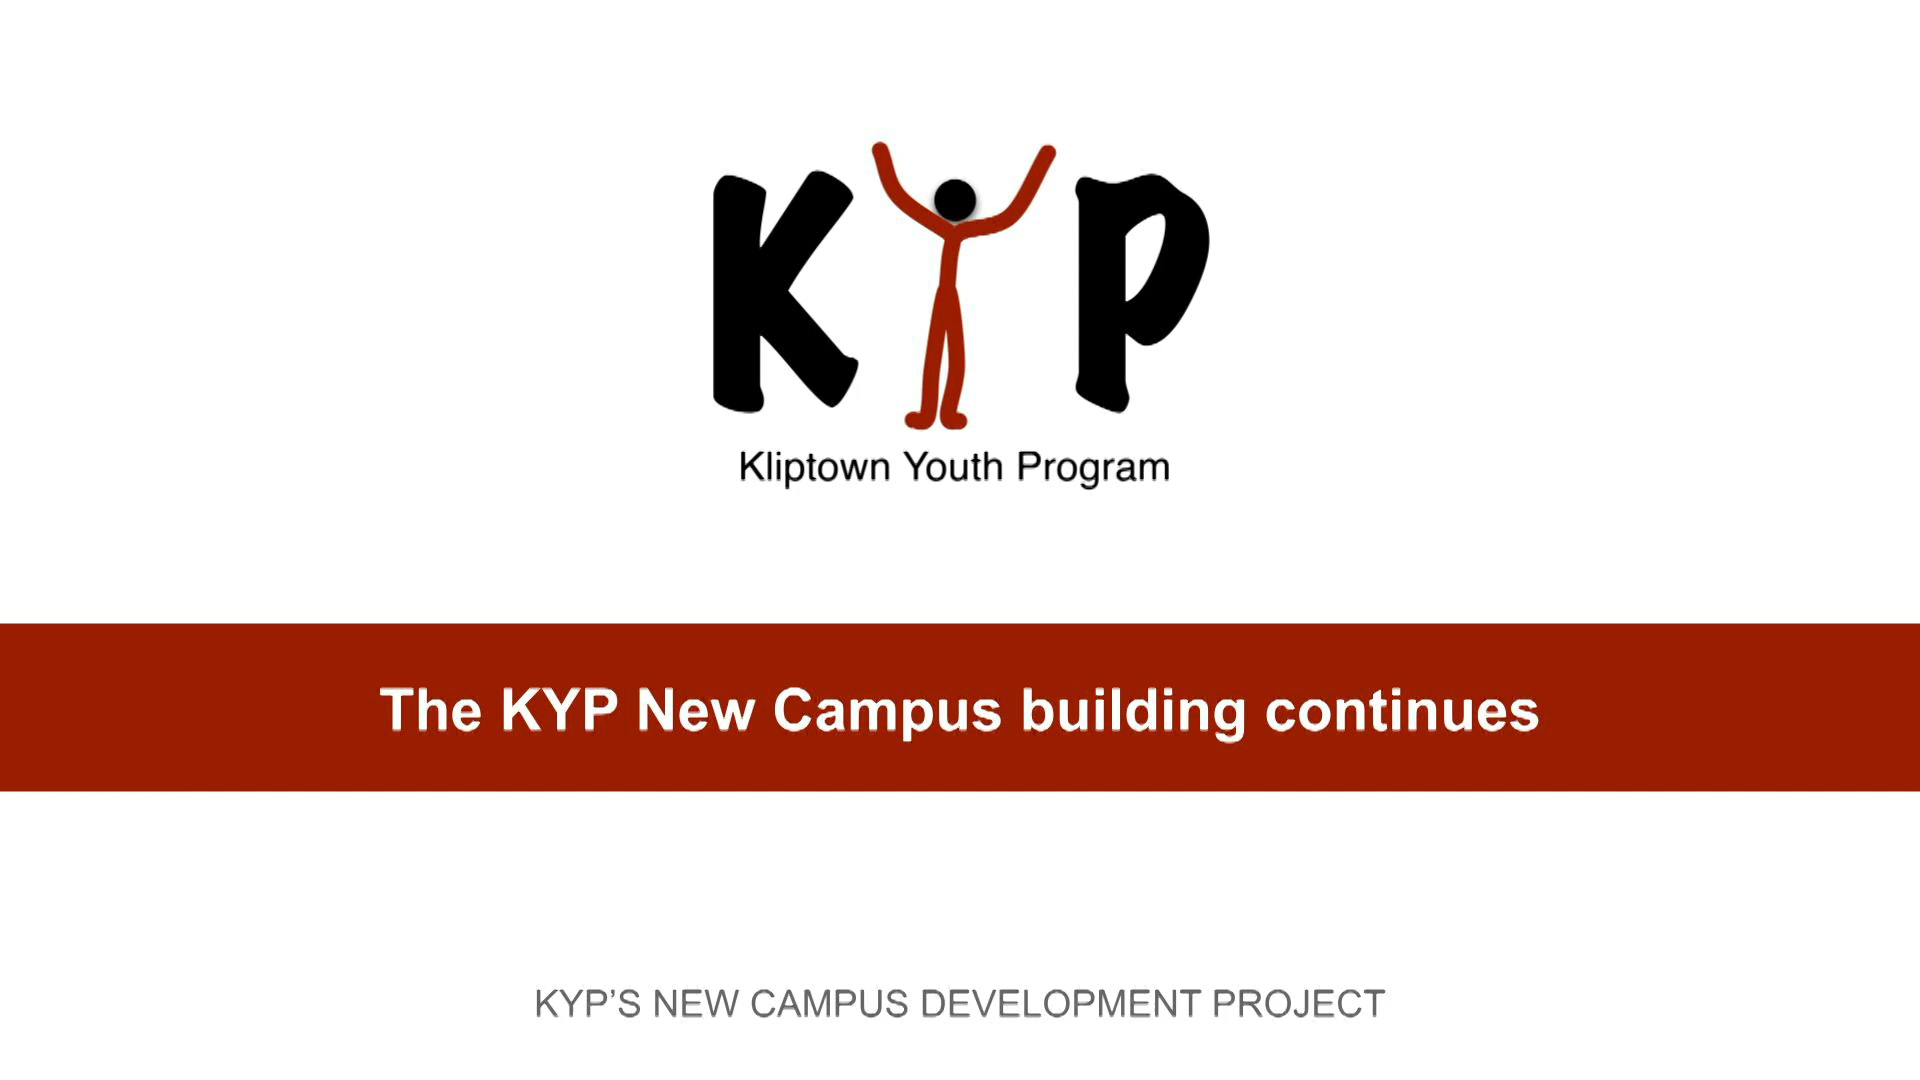 KYP
Kliptown Youth Program
The KYP New Campus building continues
KYP’S NEW CAMPUS DEVELOPMENT PROJECT